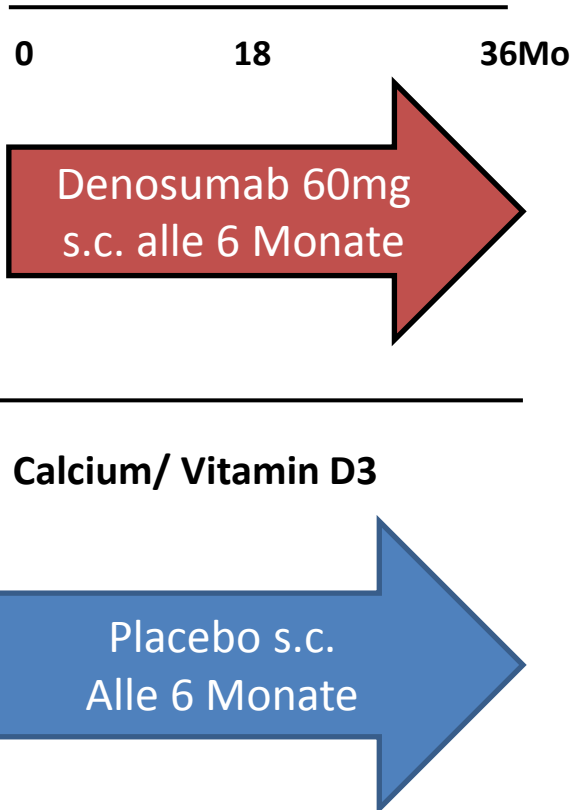 0 18 36Mo
Denosumab 60mg
s.c. alle 6 Monate
Calcium/ Vitamin D3
Placebo s.c.
Alle 6 Monate